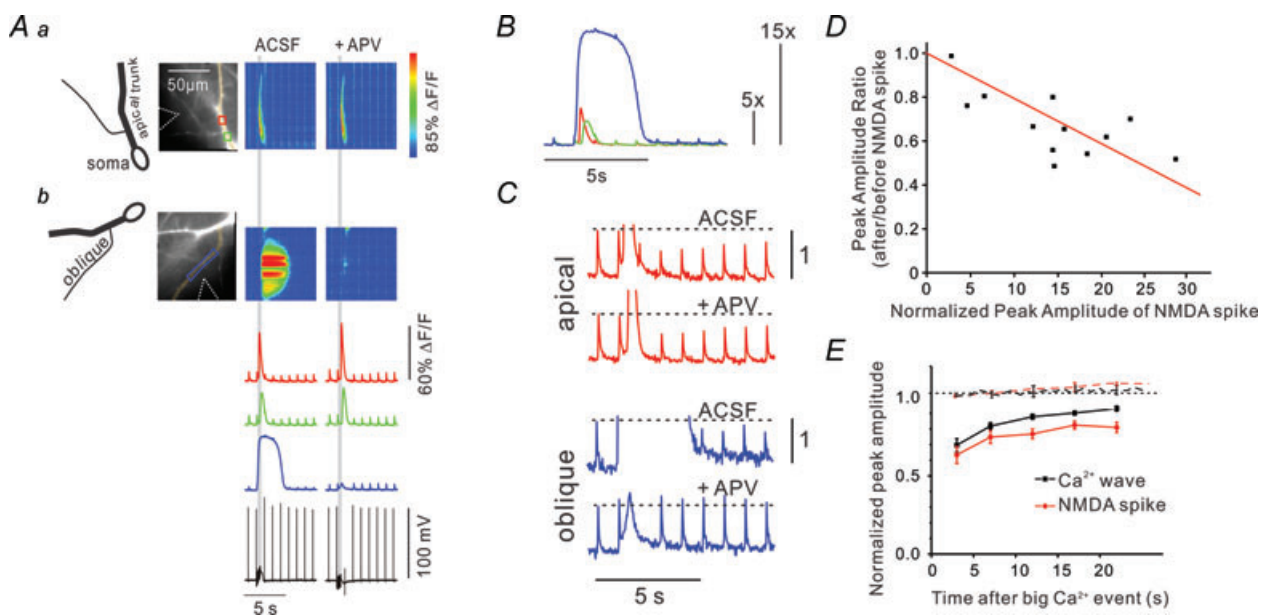 A a
ACSF
+ APV
50μm
apical trunk
soma
85% ΔF/F
b
oblique
60% ΔF/F
100 mV
5 s
B
15x
5x
5s
C
ACSF
1
+ APV
apical
ACSF
1
+ APV
oblique
5 s
D
Peak Amplitude Ratio
(after/before NMDA spike)
1.0
0.8
0.6
0.4
0.2
0
0 5 10 15 20 25 30
Normalized Peak Amplitude of NMDA spike
E
Normalized peak amplitude
1.0
0.5
0.0
Ca²⁺ wave
NMDA spike
0 5 10 15 20 25
Time after big Ca²⁺ event (s)